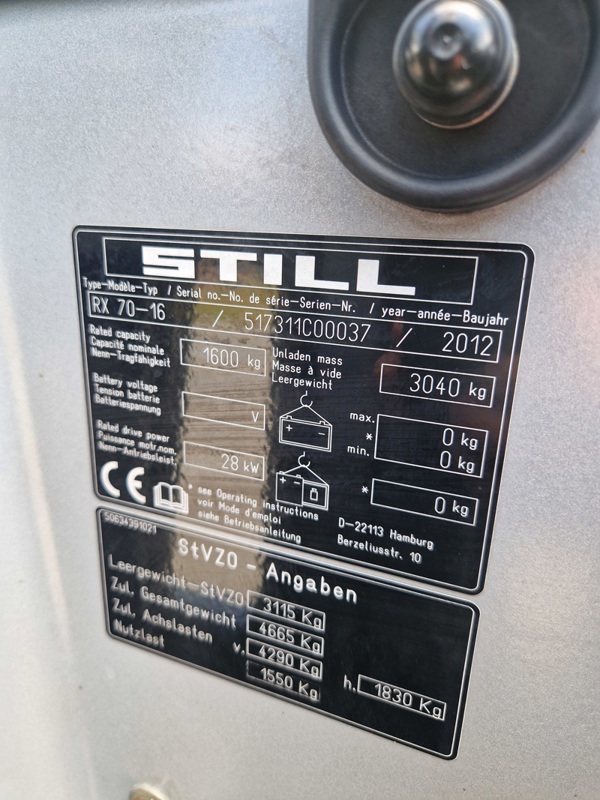 STILL
Type-Modèle-Typ / Serial no.-No. de série-Serien-Nr. / year-année-Baujahr
RX 70-16 / 517311C00037 / 2012
Rated capacity
Capacité nominale
Nenn-Tragfähigkeit
1600 kg
Unladen mass
Masse à vide
Leergewicht
3040 kg
Battery voltage
Tension batterie
Batteriespannung
V
+ -
max. 0 kg
*
min. 0 kg
Rated drive power
Puissance motr.nom.
Nenn-Antriebsleist.
28 kW
+ -
* 0 kg
CE
* see Operating instructions
voir Mode d'emploi
siehe Betriebsanleitung
D-22113 Hamburg
Berzeliusstr. 10
50634391021
StVZO - Angaben
Leergewicht-StVZO 3115 Kg
Zul. Gesamtgewicht 4665 Kg
Zul. Achslasten v. 4290 Kg h. 1830 Kg
Nutzlast 1550 Kg